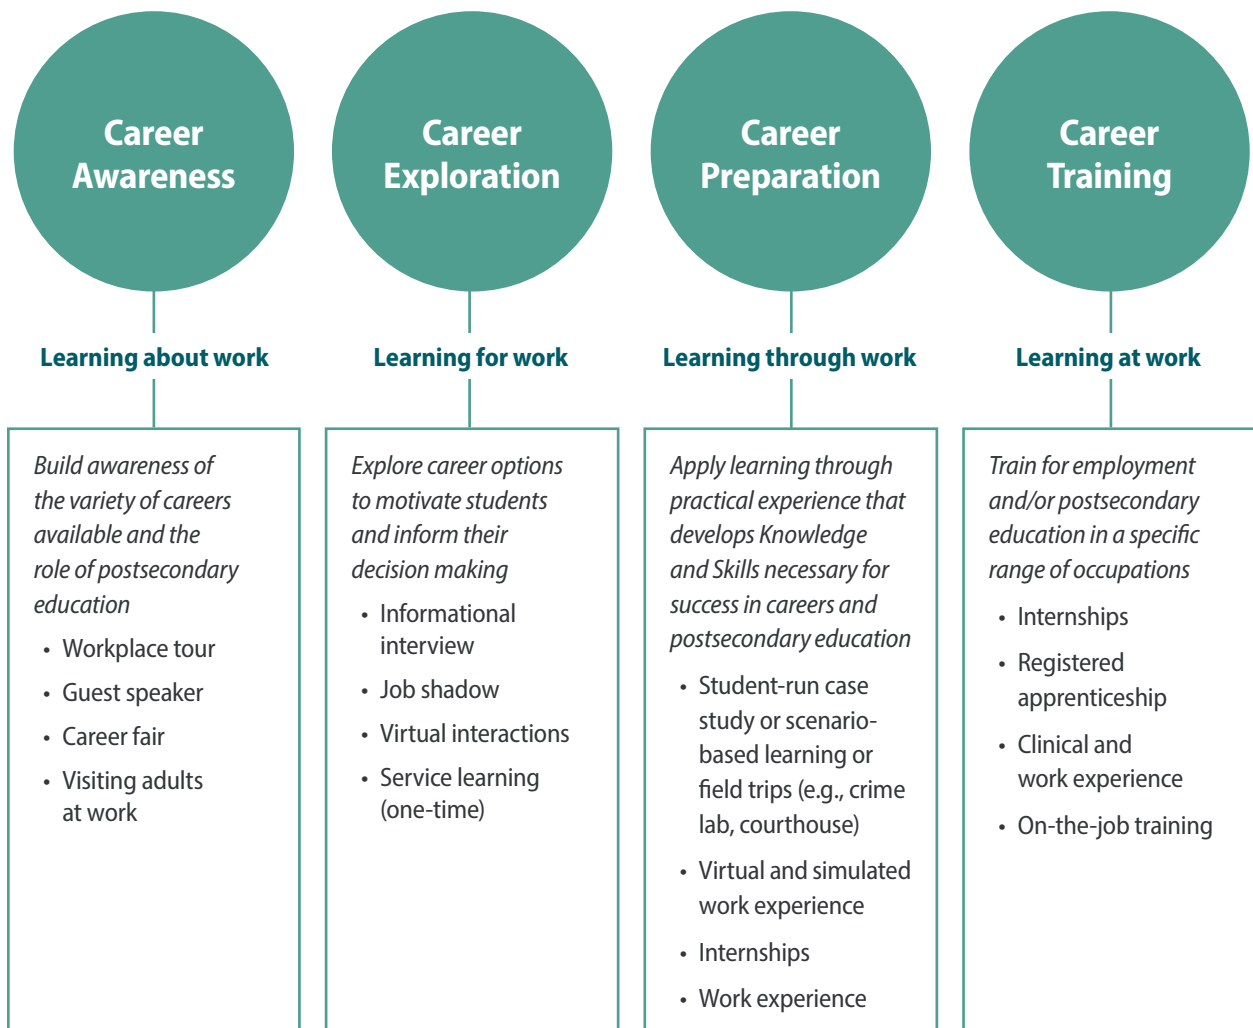 Career
Awareness
Learning about work
Build awareness of
the variety of careers
available and the
role of postsecondary
education
• Workplace tour
• Guest speaker
• Career fair
• Visiting adults
at work
Career
Exploration
Learning for work
Explore career options
to motivate students
and inform their
decision making
• Informational
interview
• Job shadow
• Virtual interactions
• Service learning
(one-time)
Career
Preparation
Learning through work
Apply learning through
practical experience that
develops Knowledge
and Skills necessary for
success in careers and
postsecondary education
• Student-run case
study or scenario-
based learning or
field trips (e.g., crime
lab, courthouse)
• Virtual and simulated
work experience
• Internships
• Work experience
Career
Training
Learning at work
Train for employment
and/or postsecondary
education in a specific
range of occupations
• Internships
• Registered
apprenticeship
• Clinical and
work experience
• On-the-job training